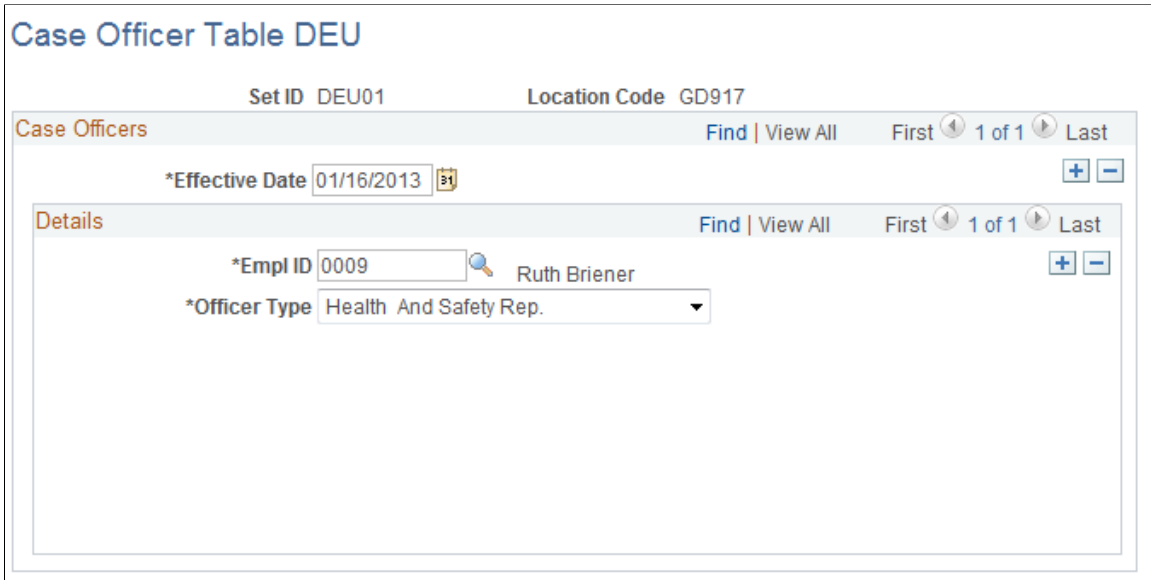 Case Officer Table DEU
Set ID DEU01 Location Code GD917
Case Officers Find | View All First 1 of 1 Last
*Effective Date 01/16/2013 31
Details Find | View All First 1 of 1 Last
*Empl ID 0009 Ruth Briener
*Officer Type Health And Safety Rep.